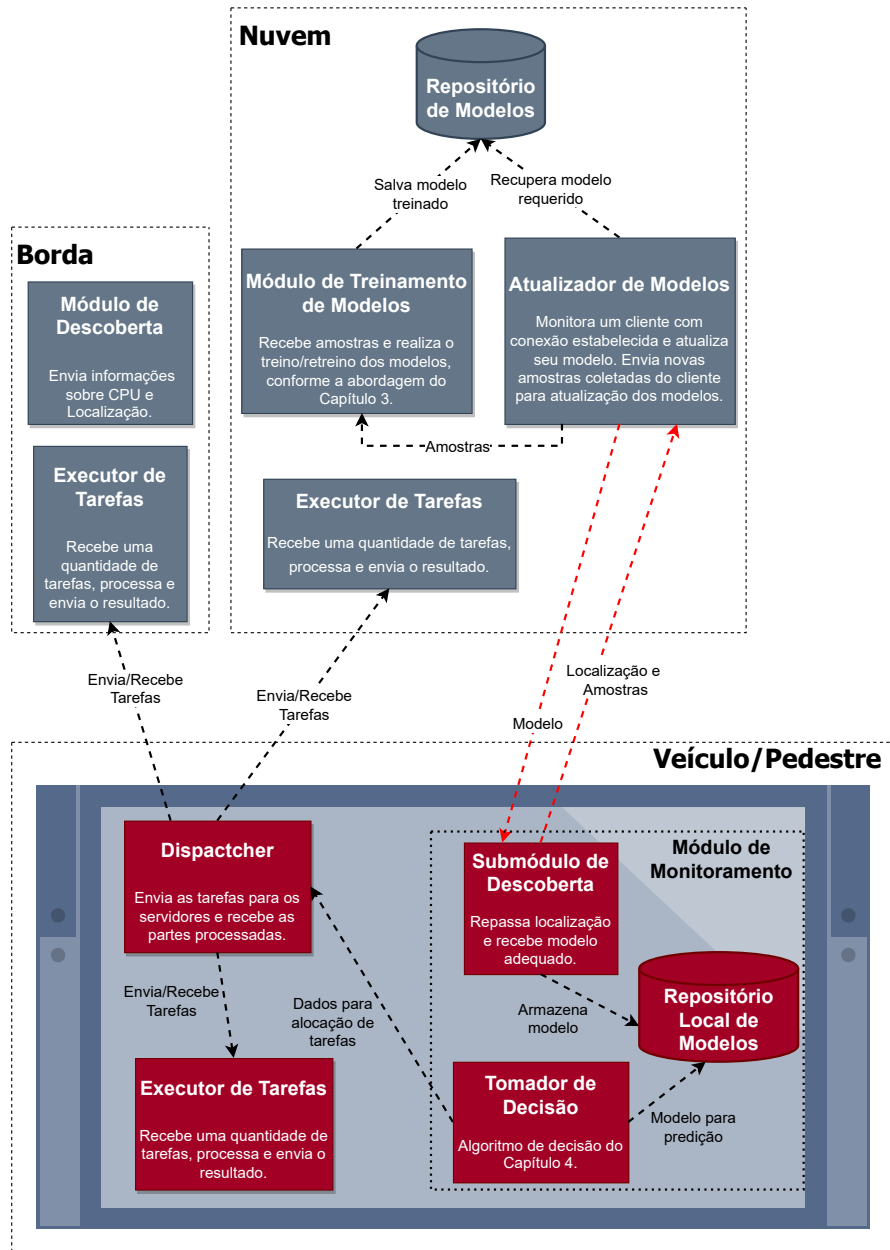 Nuvem
Repositório
de Modelos
Salva modelo
treinado
Recupera modelo
requerido
Borda
Módulo de
Descoberta
Envia informações
sobre CPU e
Localização.
Módulo de Treinamento
de Modelos
Recebe amostras e realiza o
treino/retreino dos modelos,
conforme a abordagem do
Capítulo 3.
Atualizador de Modelos
Monitora um cliente com
conexão estabelecida e atualiza
seu modelo. Envia novas
amostras coletadas do cliente
para atualização dos modelos.
Amostras
Executor de
Tarefas
Recebe uma
quantidade de
tarefas, processa e
envia o resultado.
Executor de Tarefas
Recebe uma quantidade de tarefas,
processa e envia o resultado.
Envia/Recebe
Tarefas
Envia/Recebe
Tarefas
Localização e
Amostras
Modelo
Veículo/Pedestre
Dispactcher
Envia as tarefas para os
servidores e recebe as
partes processadas.
Módulo de
Monitoramento
Submódulo de
Descoberta
Repassa localização
e recebe modelo
adequado.
Envia/Recebe
Tarefas
Dados para
alocação de
tarefas
Armazena
modelo
Repositório
Local de
Modelos
Executor de Tarefas
Recebe uma quantidade de
tarefas, processa e envia o
resultado.
Tomador de
Decisão
Algoritmo de decisão do
Capítulo 4.
Modelo para
predição